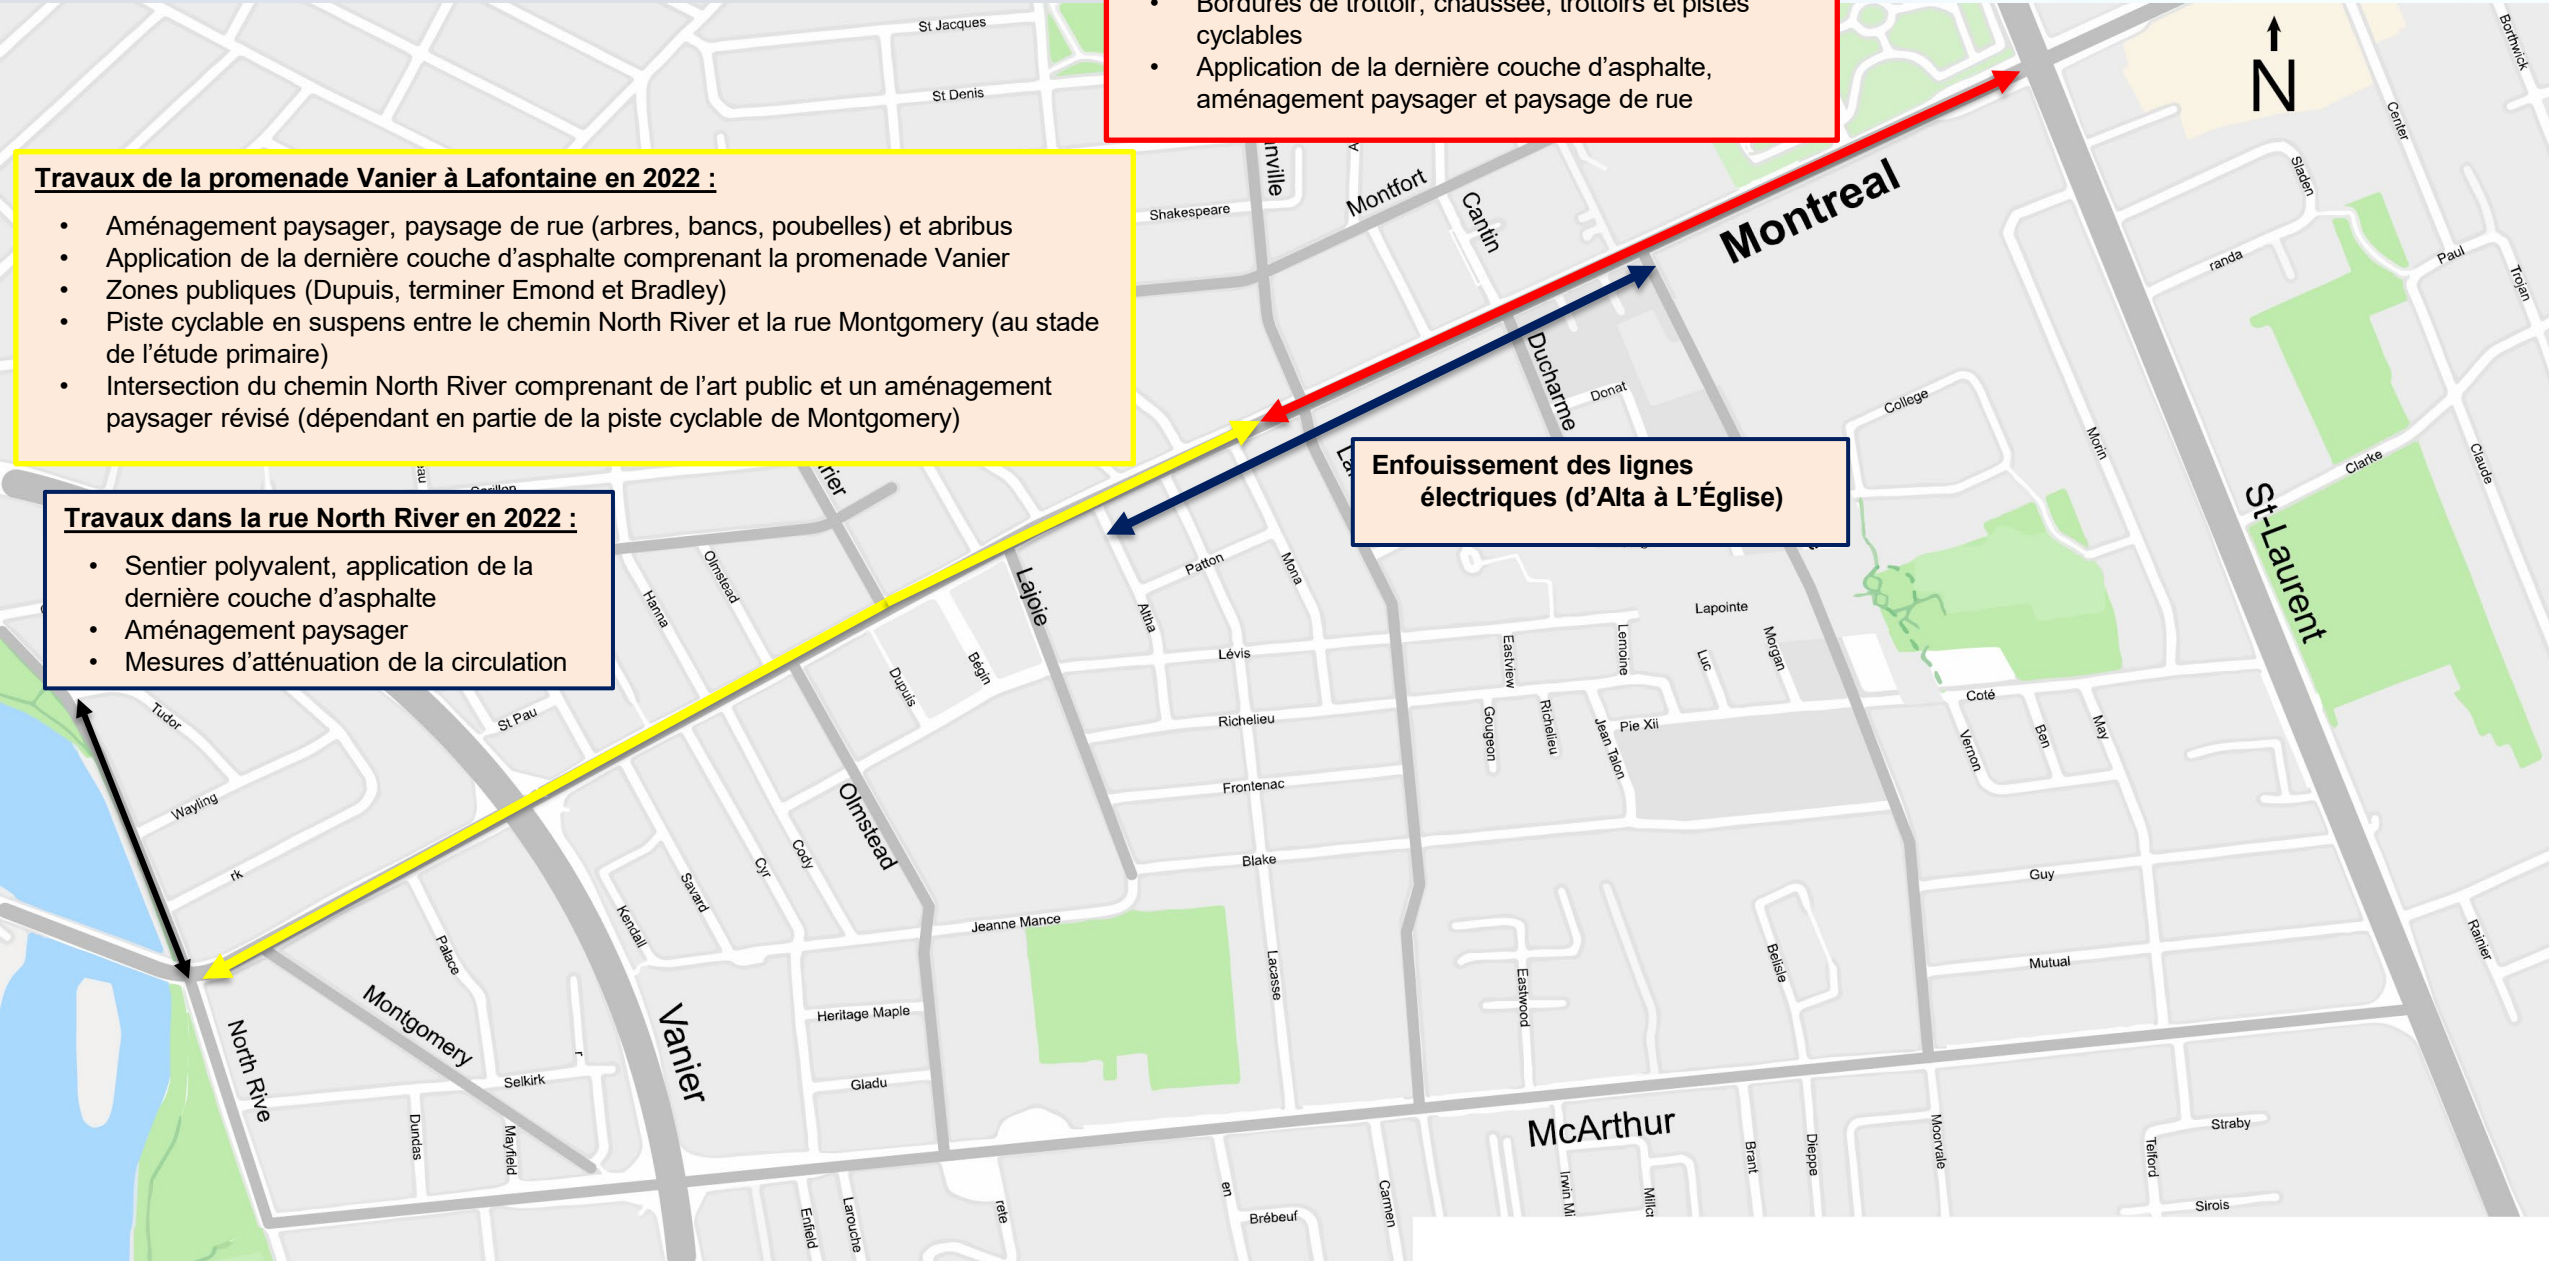 Bordures de trottoir, chaussée, trottoirs et pistes
cyclables
Application de la dernière couche d’asphalte,
aménagement paysager et paysage de rue
Travaux de la promenade Vanier à Lafontaine en 2022 :
Aménagement paysager, paysage de rue (arbres, bancs, poubelles) et abribus
Application de la dernière couche d’asphalte comprenant la promenade Vanier
Zones publiques (Dupuis, terminer Emond et Bradley)
Piste cyclable en suspens entre le chemin North River et la rue Montgomery (au stade
de l’étude primaire)
Intersection du chemin North River comprenant de l’art public et un aménagement
paysager révisé (dépendant en partie de la piste cyclable de Montgomery)
Travaux dans la rue North River en 2022 :
Sentier polyvalent, application de la
dernière couche d’asphalte
Aménagement paysager
Mesures d’atténuation de la circulation
Enfouissement des lignes
électriques (d’Alta à L’Église)
N
St Jacques
St Denis
Shakespeare
Montfort
Cantin
Montreal
Borthwick
Center
Sladen
randa
Paul
Trojan
Ducharme
Donat
College
Morin
Clarke
Claude
St-Laurent
Olmstead
Hanna
Lajoie
Patton
Mona
Altha
Lévis
Eastview
Lemoine
Lapointe
Luc
Morgan
Dupuis
Bégin
Tudor
St Pau
Richelieu
Gougeon
Richelieu
Jean Talon
Pie Xii
Coté
Vernon
Ben
May
Wayling
Frontenac
Olmstead
Cody
Cyr
Savard
Kendall
rk
Blake
Guy
Jeanne Mance
Palace
Montgomery
Lacasse
Eastwood
Belisle
Mutual
Rainier
Vanier
Heritage Maple
Gladu
North Rive
Selkirk
r
Dundas
Mayfield
McArthur
Brant
Dieppe
Moorvale
Telford
Straby
Sirois
Enfield
Larouche
rete
en
Brébeuf
Carmen
Irwin Mi
Millcr
nville
A
rier